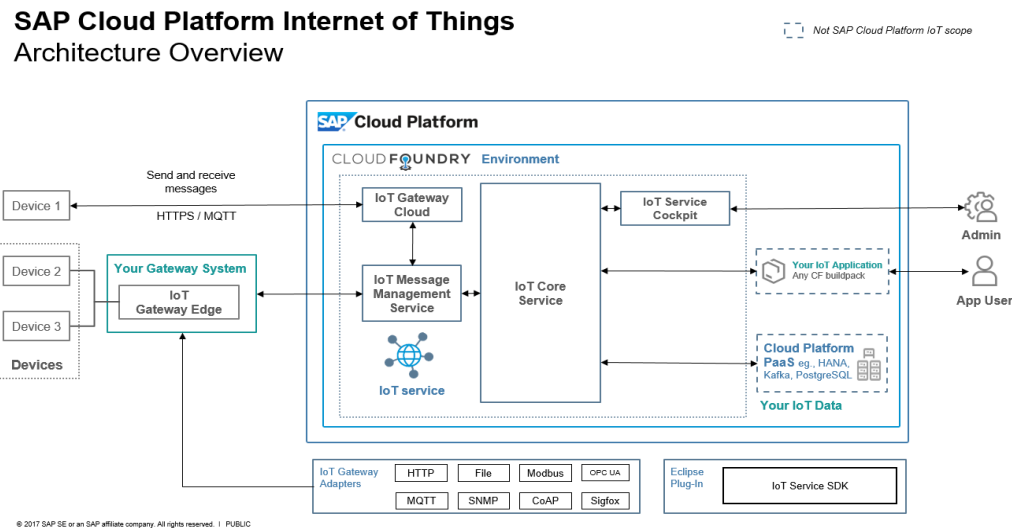 SAP Cloud Platform Internet of Things
Architecture Overview
Not SAP Cloud Platform IoT scope
SAP Cloud Platform
CLOUDFOUNDRY Environment
Send and receive
messages
HTTPS / MQTT
Device 1
Device 2
Device 3
Devices
Your Gateway System
IoT
Gateway Edge
IoT Gateway
Cloud
IoT Message
Management
Service
IoT service
IoT Core
Service
IoT Service
Cockpit
Admin
Your IoT Application
Any CF buildpack
App User
Cloud Platform
PaaS eg., HANA,
Kafka, PostgreSQL
Your IoT Data
IoT Gateway
Adapters
HTTP
File
Modbus
OPC UA
MQTT
SNMP
CoAP
Sigfox
Eclipse
Plug-In
IoT Service SDK
© 2017 SAP SE or an SAP affiliate company. All rights reserved. I PUBLIC